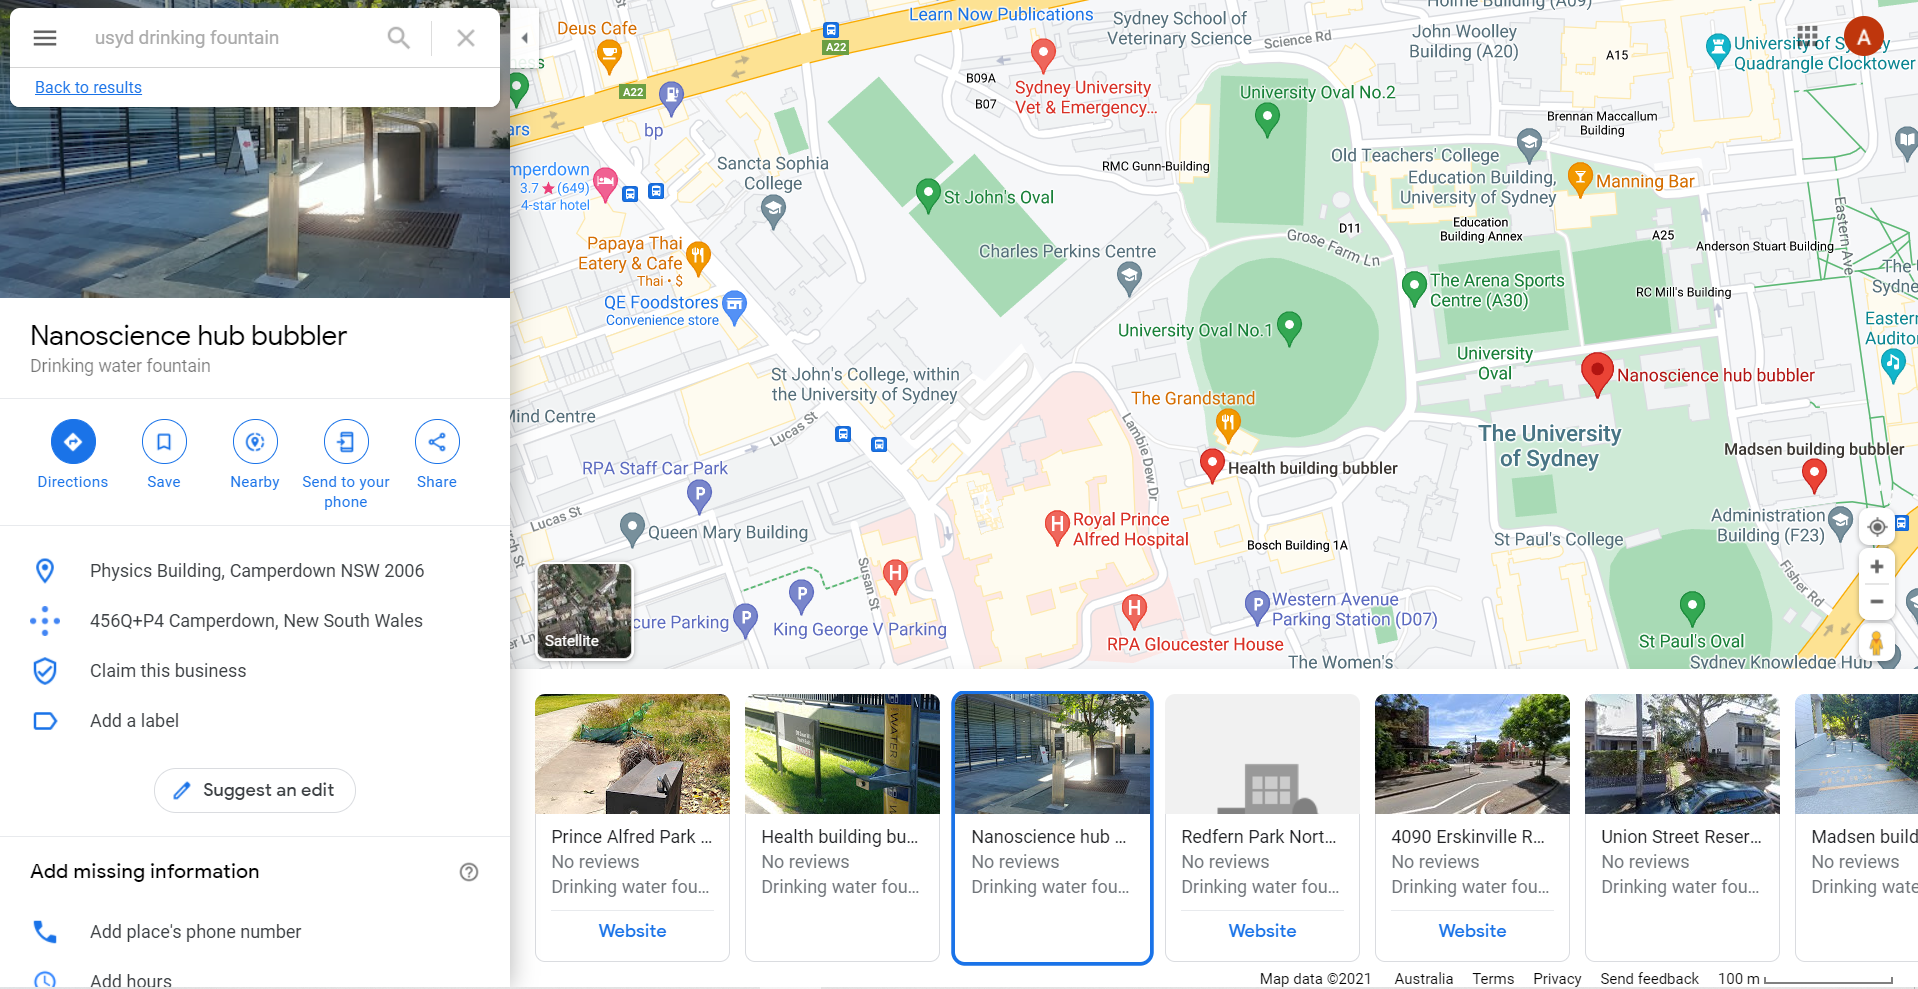 usyd drinking fountain
Back to results
Nanoscience hub bubbler
Drinking water fountain
Directions
Save
Nearby
Send to your
phone
Share
Physics Building, Camperdown NSW 2006
456Q+P4 Camperdown, New South Wales
Claim this business
Add a label
Suggest an edit
Add missing information
Add place's phone number
Add hours
Deus Cafe
Learn Now Publications
A22
A22
bp
ars
ess
Sydney School of
Veterinary Science
Science Rd
Holme Building (A09)
John Woolley
Building (A20)
A15
University of Sydney
Quadrangle Clocktower
A
B09A
B07
Sydney University
Vet & Emergency...
University Oval No.2
Brennan Maccallum
Building
RMC Gunn-Building
Old Teachers' College
Education Building,
University of Sydney
Manning Bar
Sancta Sophia
College
mperdown
3.7 ★ (649)
4-star hotel
St John's Oval
Education
Building Annex
D11
Grose Farm Ln
A25
Anderson Stuart Building
Eastern Ave
The
Sydne
Papaya Thai
Eatery & Cafe
Thai • $
Charles Perkins Centre
QE Foodstores
Convenience store
The Arena Sports
Centre (A30)
RC Mill's Building
Eastern
Auditor
University Oval No.1
University
Oval
Nanoscience hub bubbler
St John's College, within
the University of Sydney
Mind Centre
Lucas St
The Grandstand
Lambie Dew Dr
The University
of Sydney
Madsen building bubbler
Health building bubbler
RPA Staff Car Park
P
Lucas St
Queen Mary Building
H
Royal Prince
Alfred Hospital
Bosch Building 1A
St Paul's College
Administration
Building (F23)
Susan St
H
Fisher Rd
P
P
cure Parking
King George V Parking
H
RPA Gloucester House
P
Western Avenue
Parking Station (D07)
St Paul's Oval
The Women's
Sydney Knowledge Hub
Satellite
WATER
Prince Alfred Park ...
No reviews
Drinking water fou...
Website
Health building bu...
No reviews
Drinking water fou...
Nanoscience hub ...
No reviews
Drinking water fou...
Redfern Park Nort...
No reviews
Drinking water fou...
Website
4090 Erskinville R...
No reviews
Drinking water fou...
Website
Union Street Reser...
No reviews
Drinking water fou...
Madsen build
No reviews
Drinking wate
Map data ©2021
Australia
Terms
Privacy
Send feedback
100 m